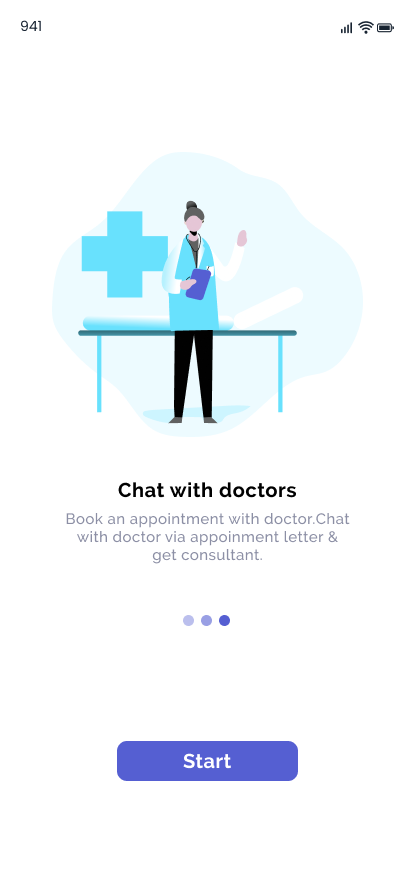 941
Chat with doctors
Book an appointment with doctor.Chat
with doctor via appoinment letter &
get consultant.
Start